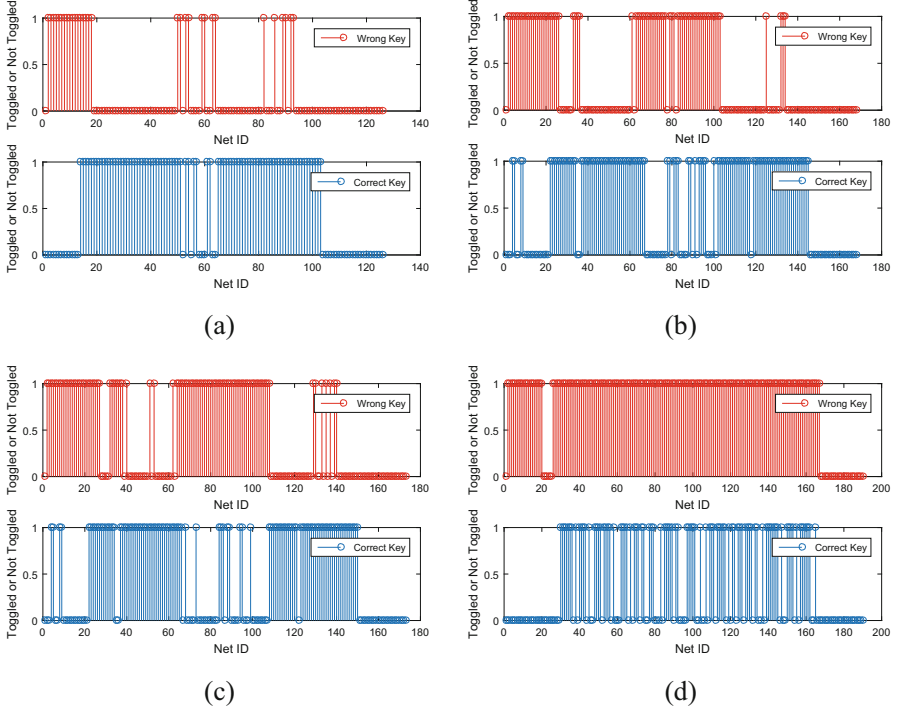 Toggled or Not Toggled
1
0.5
0
Wrong Key
0 20 40 60 80 100 120 140
Net ID
Toggled or Not Toggled
1
0.5
0
Correct Key
0 20 40 60 80 100 120 140
Net ID
(a)
Toggled or Not Toggled
1
0.5
0
Wrong Key
0 20 40 60 80 100 120 140 160 180
Net ID
Toggled or Not Toggled
1
0.5
0
Correct Key
0 20 40 60 80 100 120 140 160 180
Net ID
(b)
Toggled or Not Toggled
1
0.5
0
Wrong Key
0 20 40 60 80 100 120 140 160 180
Net ID
Toggled or Not Toggled
1
0.5
0
Correct Key
0 20 40 60 80 100 120 140 160 180
Net ID
(c)
Toggled or Not Toggled
1
0.5
0
Wrong Key
0 20 40 60 80 100 120 140 160 180 200
Net ID
Toggled or Not Toggled
1
0.5
0
Correct Key
0 20 40 60 80 100 120 140 160 180 200
Net ID
(d)